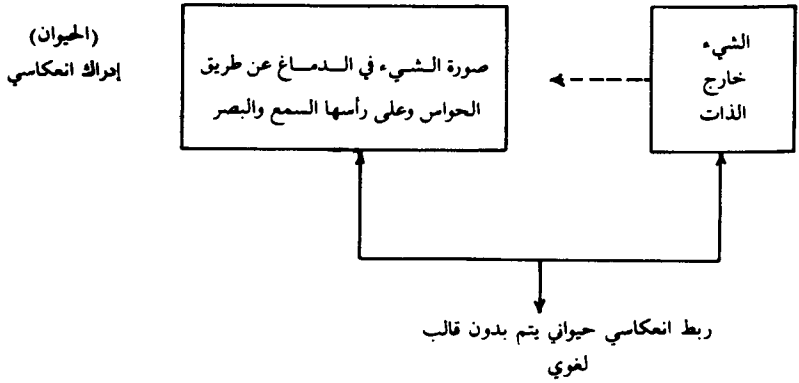 الشيء
خارج
الذات
صورة الشيء في الدماغ عن طريق
الحواس وعلى رأسها السمع والبصر
(الحيوان)
إدراك انعكاسي
ربط انعكاسي حيواني يتم بدون قالب
لغوي